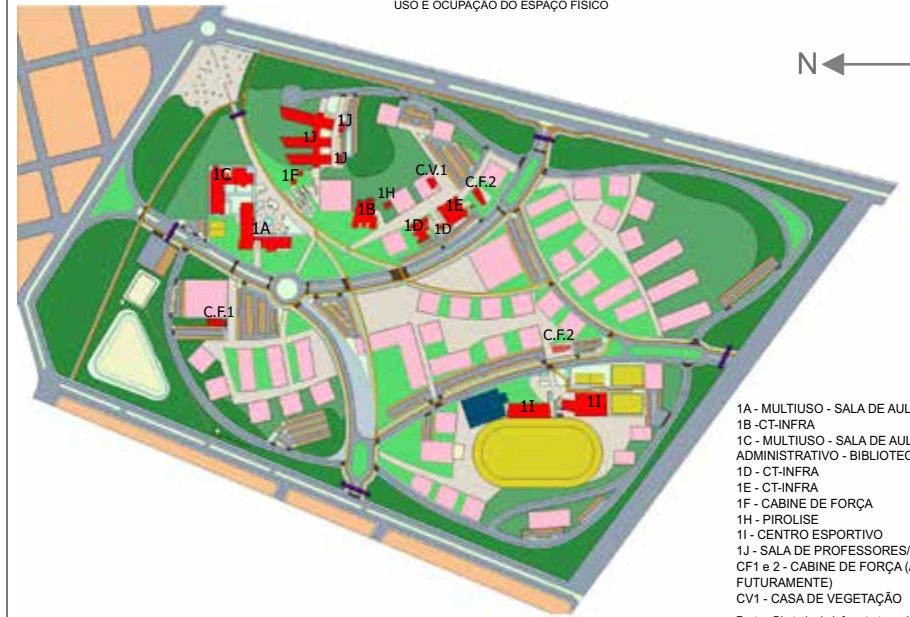 USO E OCUPAÇÃO DO ESPAÇO FÍSICO
N
1J
1J
1J
1F
1C
C.V.1
C.F.2
1H
1B
1E
1D
1D
1A
C.F.1
C.F.2
1I
1I
1A - MULTIUSO - SALA DE AUL
1B -CT-INFRA
1C - MULTIUSO - SALA DE AUL
ADMINISTRATIVO - BIBLIOTEC
1D - CT-INFRA
1E - CT-INFRA
1F - CABINE DE FORÇA
1H - PIROLISE
1I - CENTRO ESPORTIVO
1J - SALA DE PROFESSORES/
CF1 e 2 - CABINE DE FORÇA (
FUTURAMENTE)
CV1 - CASA DE VEGETAÇÃO